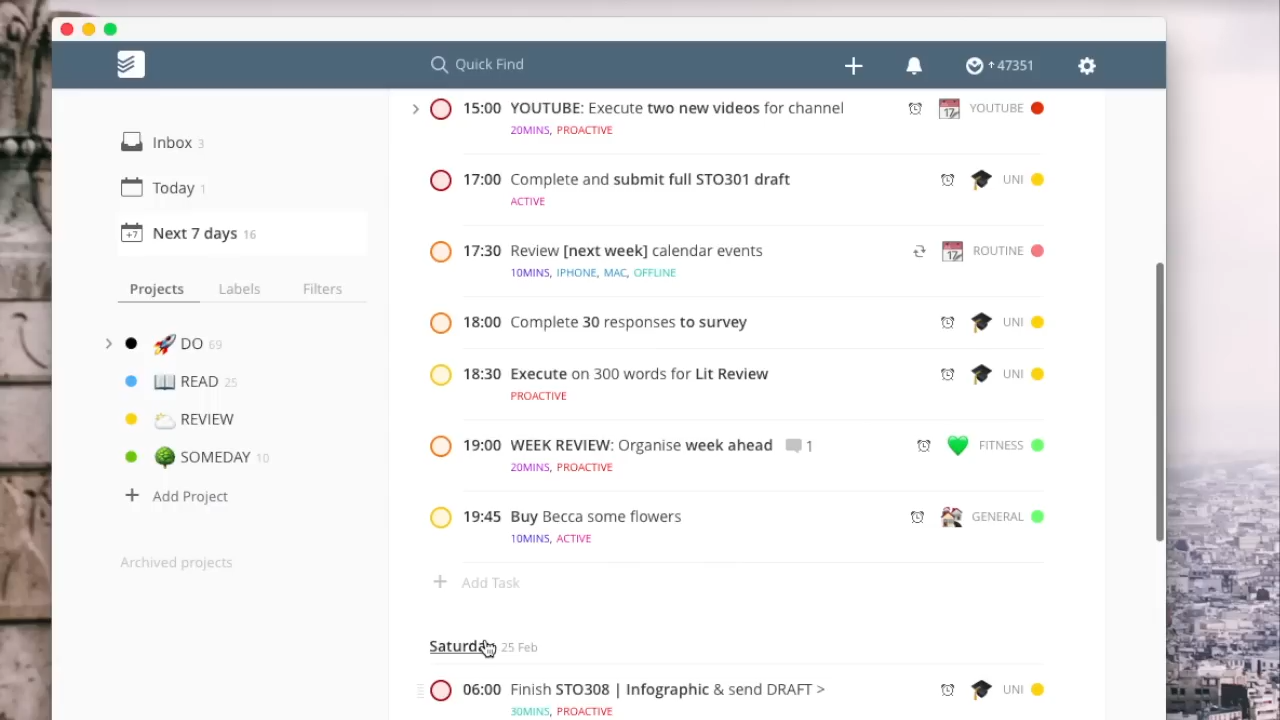 Quick Find
47351
Inbox 3
Today 1
Next 7 days 16
Projects Labels Filters
DO 69
READ 25
REVIEW
SOMEDAY 10
Add Project
Archived projects
15:00 YOUTUBE: Execute two new videos for channel YOUTUBE
20MINS, PROACTIVE
17:00 Complete and submit full STO301 draft UNI
ACTIVE
17:30 Review [next week] calendar events ROUTINE
10MINS, IPHONE, MAC, OFFLINE
18:00 Complete 30 responses to survey UNI
18:30 Execute on 300 words for Lit Review UNI
PROACTIVE
19:00 WEEK REVIEW: Organise week ahead 1 FITNESS
20MINS, PROACTIVE
19:45 Buy Becca some flowers GENERAL
10MINS, ACTIVE
Add Task
Saturday 25 Feb
06:00 Finish STO308 | Infographic & send DRAFT > UNI
30MINS, PROACTIVE